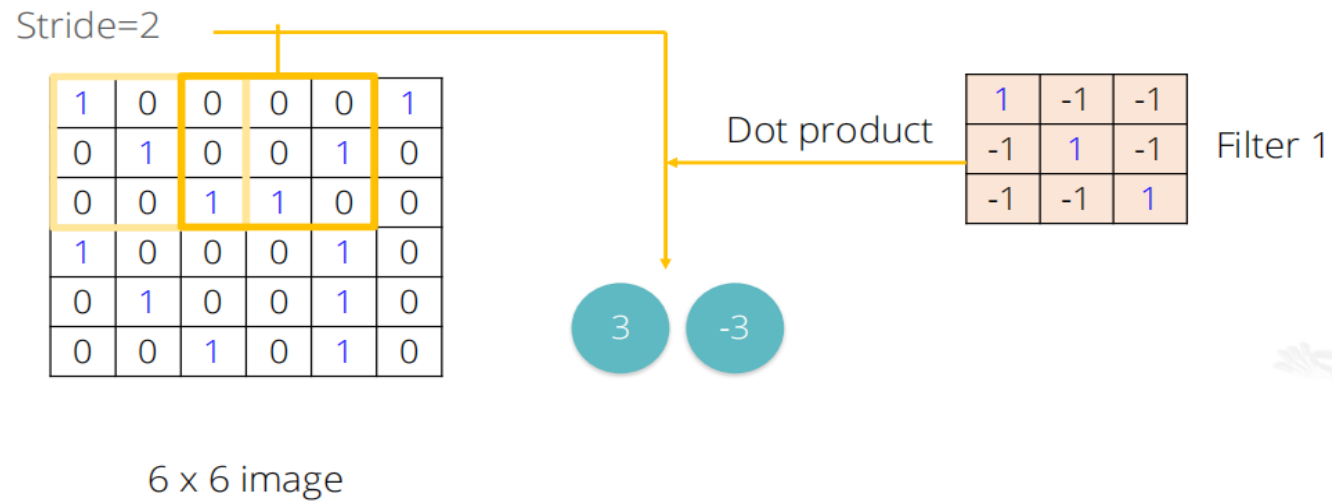 Stride=2
1 0 0 0 0 1
0 1 0 0 1 0
0 0 1 1 0 0
1 0 0 0 1 0
0 1 0 0 1 0
0 0 1 0 1 0
6 x 6 image
Dot product
1 -1 -1
-1 1 -1
-1 -1 1
Filter 1
3 -3